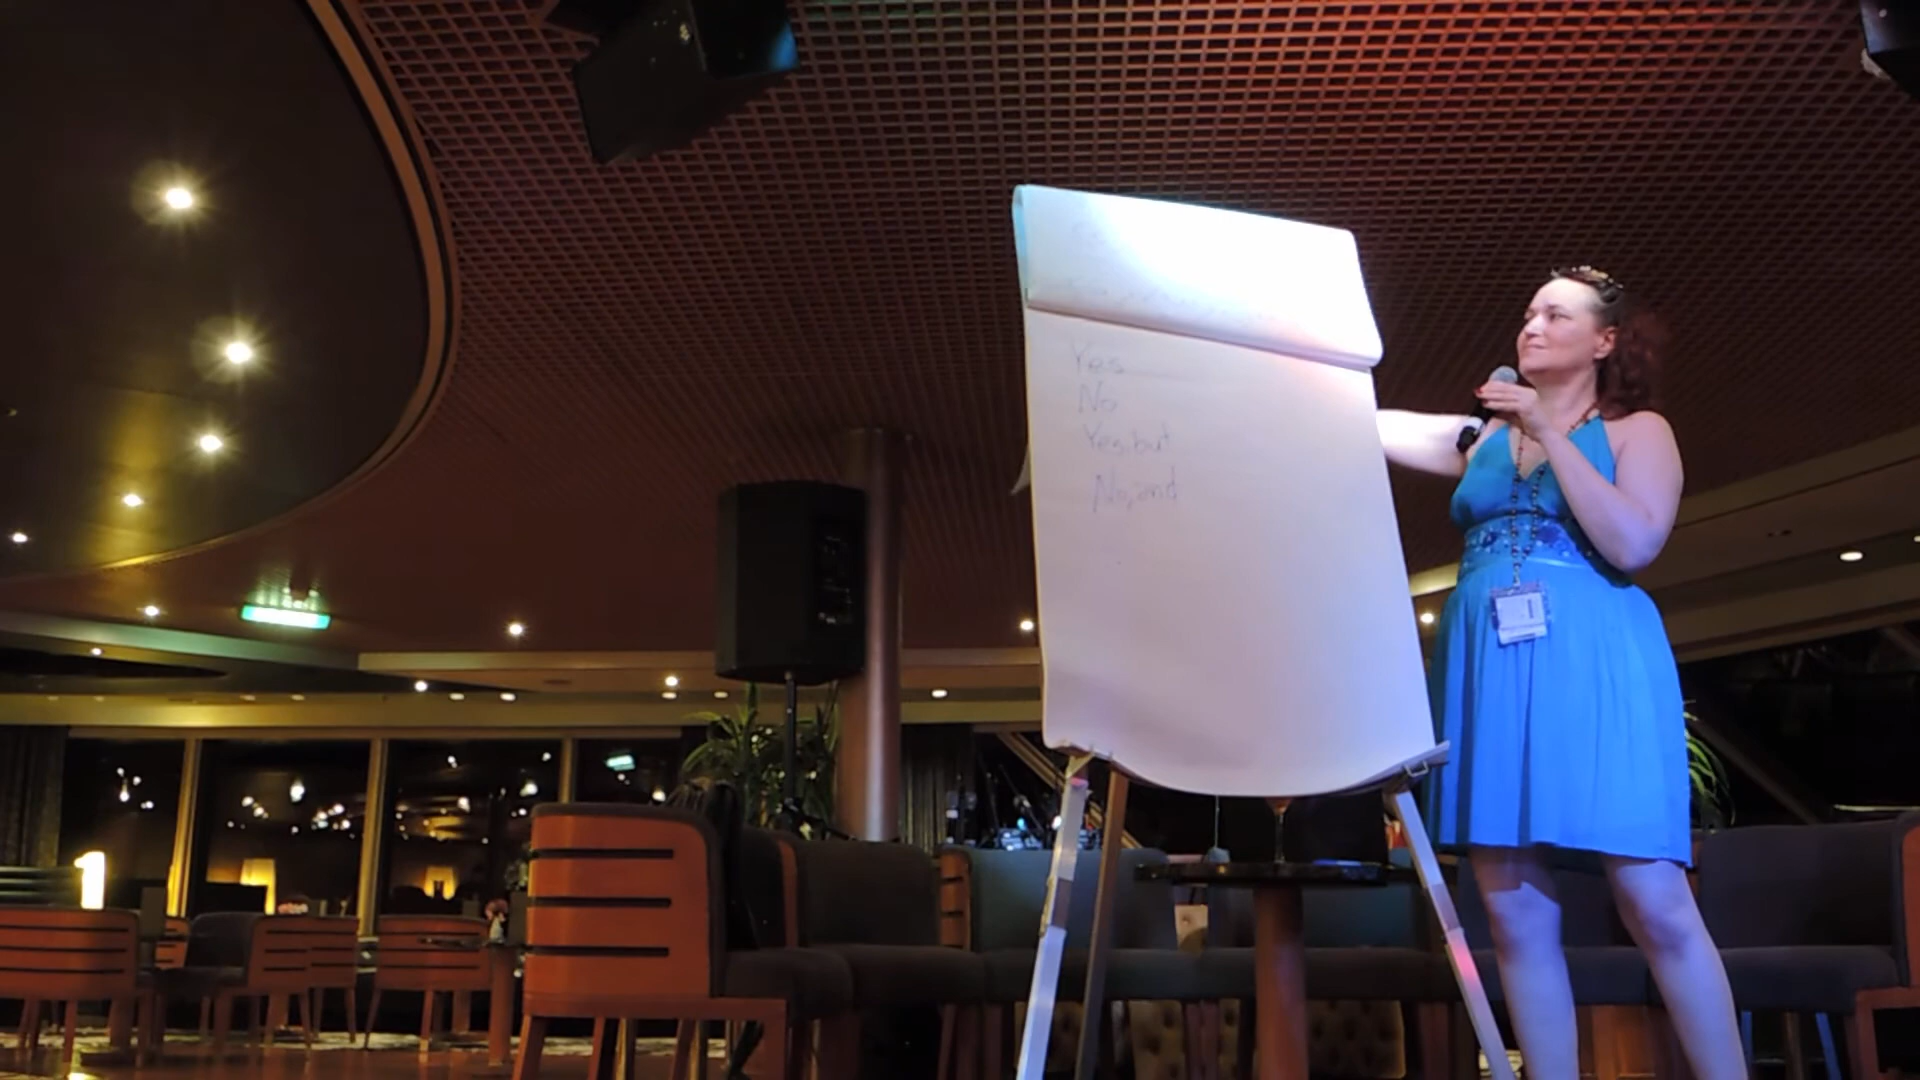 Yes
No
Yes, but
No, and